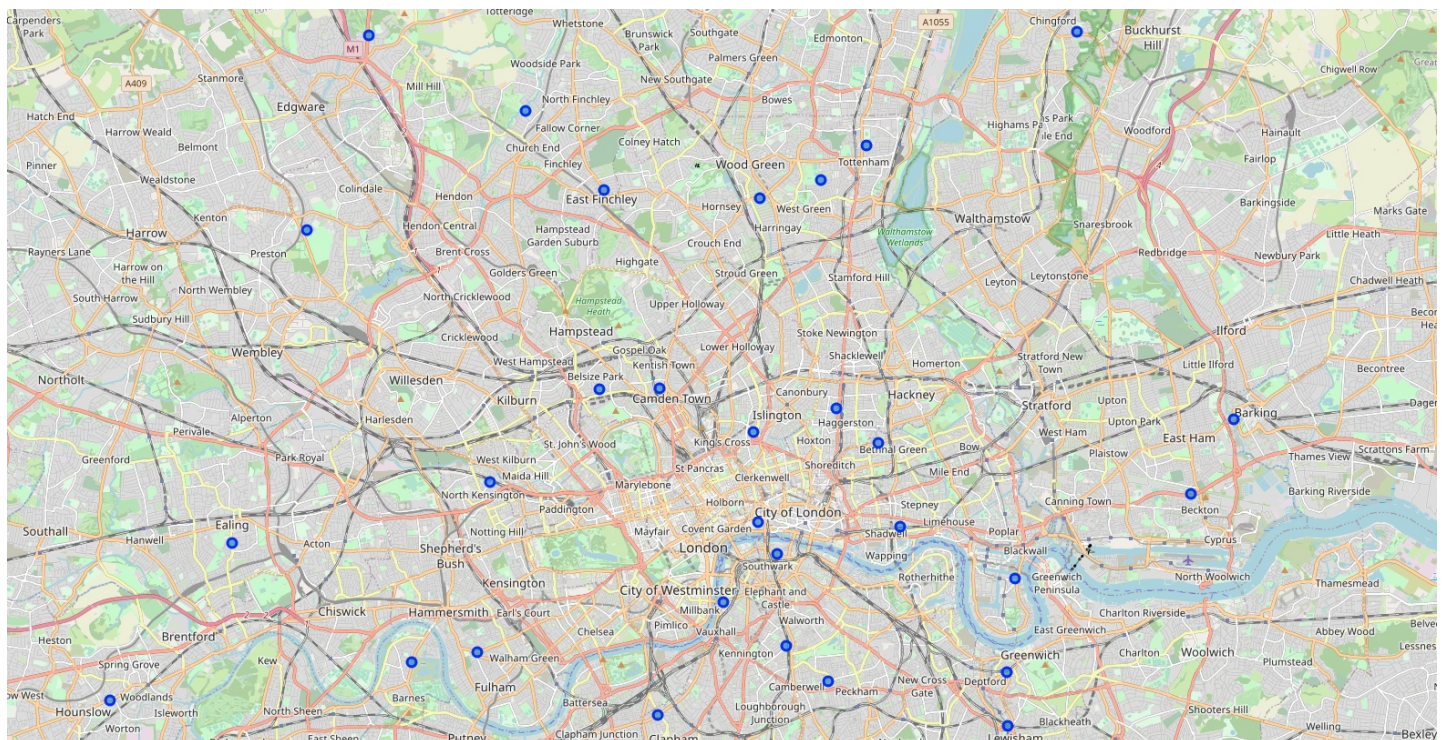 Carpenders
Park
Totteridge
Whetstone
Brunswick
Park
Southgate
Edmonton
A1055
Chingford
Buckhurst
Hill
M1
Woodside Park
Palmers Green
Stanmore
A409
Mill Hill
New Southgate
Chigwell Row
Hatch End
Edgware
North Finchley
Bowes
Hainault
Harrow Weald
Fallow Corner
Highams Park
Woodford
Belmont
Church End
Colney Hatch
Pinner
Finchley
Wood Green
Tottenham
Fairlop
Wealdstone
Colindale
Hendon
East Finchley
Hornsey
West Green
Barkingside
Kenton
Hendon Central
Walthamstow
Snaresbrook
Marks Gate
Harrow
Hampstead
Garden Suburb
Harringay
Walthamstow
Wetlands
Little Heath
Rayners Lane
Preston
Brent Cross
Crouch End
Redbridge
Newbury Park
Harrow on
the Hill
Golders Green
Highgate
Stroud Green
Stamford Hill
Leytonstone
Chadwell Heath
South Harrow
North Wembley
North Cricklewood
Hampstead
Heath
Upper Holloway
Leyton
Sudbury Hill
Cricklewood
Hampstead
Stoke Newington
Ilford
Wembley
West Hampstead
Gospel Oak
Lower Holloway
Shacklewell
Homerton
Stratford New
Town
Little Ilford
Becontree
Northolt
Willesden
Belsize Park
Kentish Town
Canonbury
Hackney
Kilburn
Camden Town
Stratford
Upton
Alperton
Harlesden
Islington
Haggerston
Upton Park
Barking
Perivale
St. John's Wood
King's Cross
Hoxton
Bethnal Green
Bow
West Ham
East Ham
Greenford
Park Royal
West Kilburn
St Pancras
Shoreditch
Mile End
Plaistow
Thames View
Scrattons Farm
Maida Hill
Marylebone
Clerkenwell
North Kensington
Holborn
Stepney
Canning Town
Barking Riverside
Paddington
City of London
Beckton
Southall
Hanwell
Ealing
Acton
Notting Hill
Mayfair
Covent Garden
Shadwell
Limehouse
Poplar
Cyprus
Shepherd's
Bush
London
Wapping
Blackwall
Southwark
Rotherhithe
Greenwich
Peninsula
North Woolwich
Thamesmead
Kensington
City of Westminster
Elephant and
Castle
Chiswick
Hammersmith
Earl's Court
Millbank
Charlton Riverside
Heston
Brentford
Chelsea
Pimlico
Vauxhall
Walworth
East Greenwich
Abbey Wood
Spring Grove
Kew
Walham Green
Kennington
Greenwich
Charlton
Woolwich
Plumstead
Woodlands
Barnes
Fulham
Camberwell
Peckham
New Cross
Gate
Deptford
Hounslow
Isleworth
North Sheen
Battersea
Loughborough
Junction
Blackheath
Shooters Hill
Worton
East Sheen
Putney
Clapham Junction
Clapham
Lewisham
Welling
Bexley